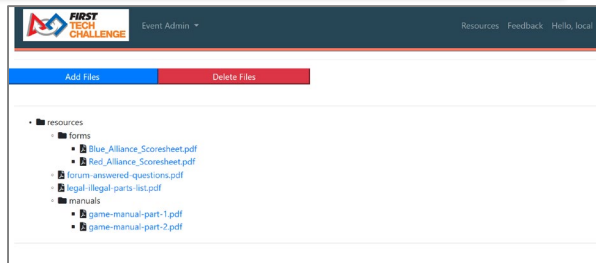 FIRST
TECH
CHALLENGE
Event Admin
Resources Feedback Hello, local
Add Files Delete Files
resources
forms
Blue_Alliance_Scoresheet.pdf
Red_Alliance_Scoresheet.pdf
forum-answered-questions.pdf
legal-illegal-parts-list.pdf
manuals
game-manual-part-1.pdf
game-manual-part-2.pdf